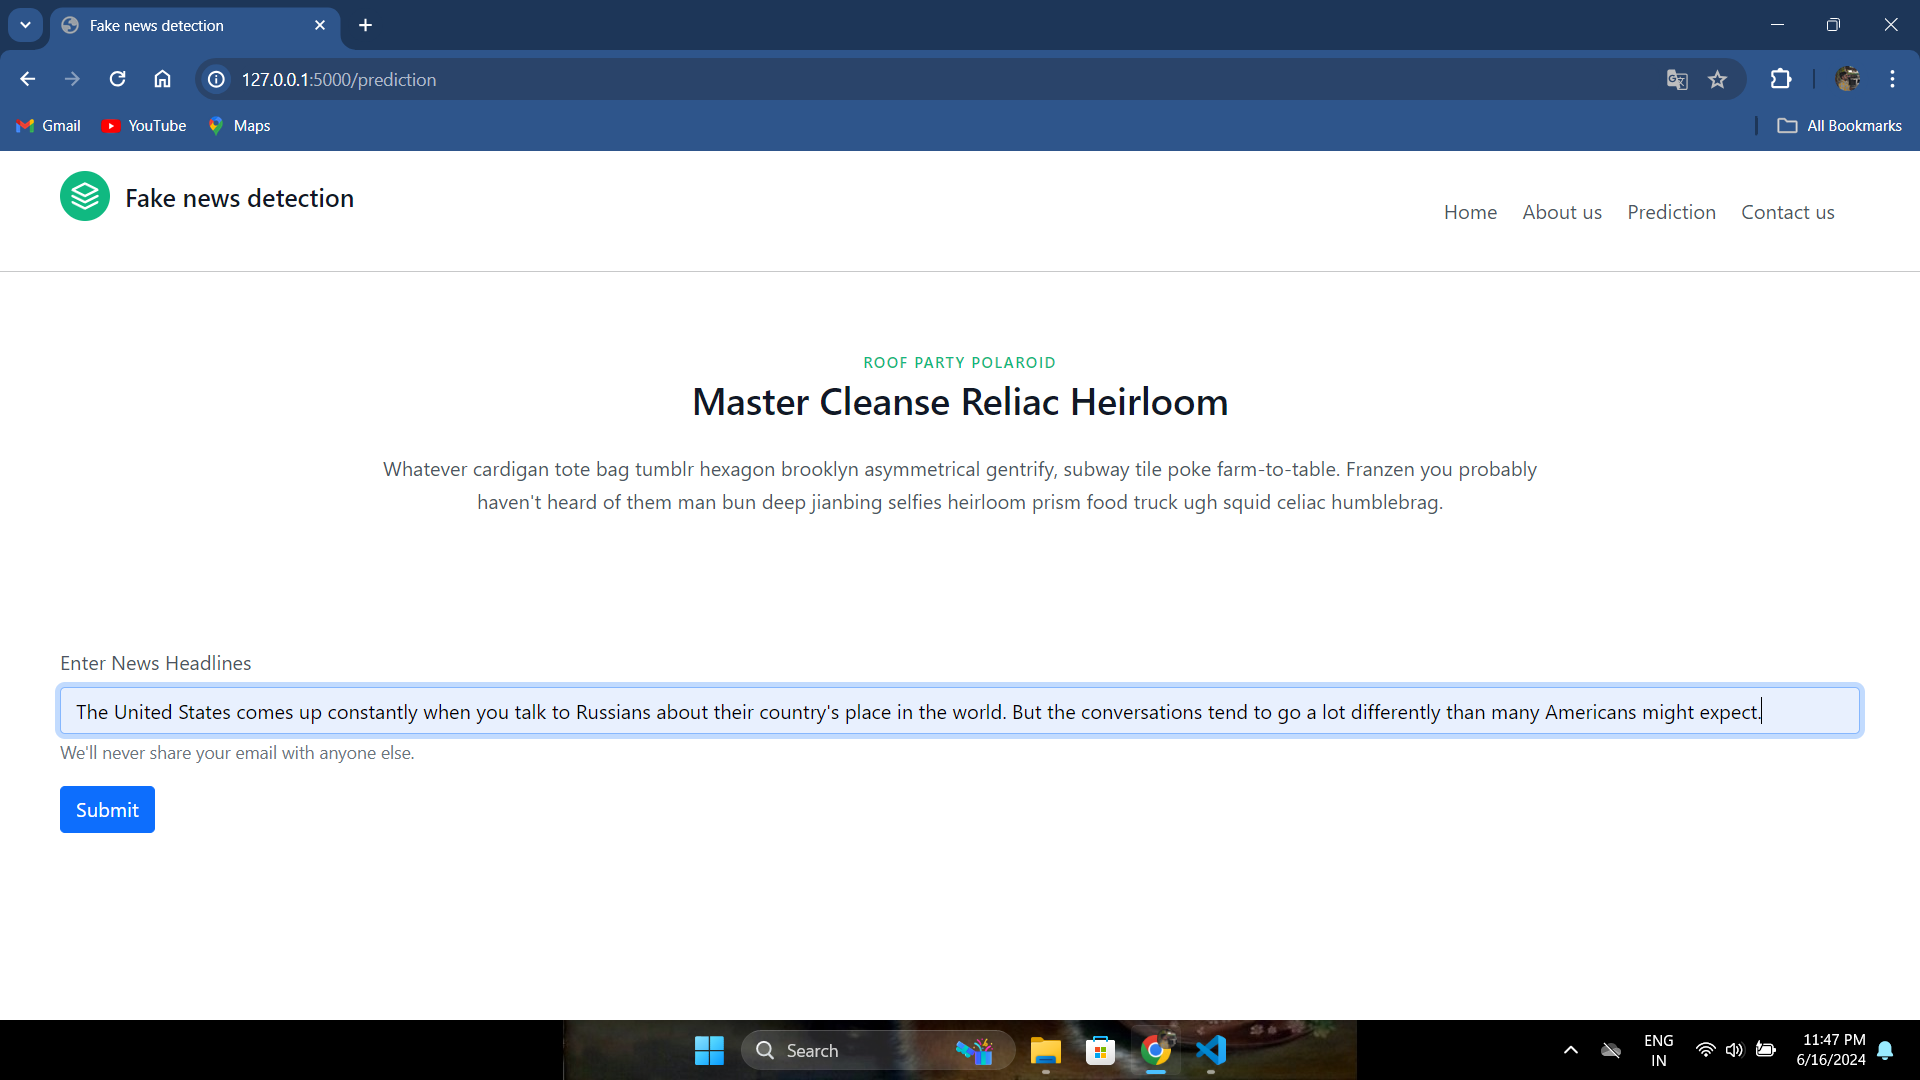 Fake news detection
127.0.0.1:5000/prediction
Gmail YouTube Maps All Bookmarks
Fake news detection
Home About us Prediction Contact us
ROOF PARTY POLAROID
Master Cleanse Reliac Heirloom
Whatever cardigan tote bag tumblr hexagon brooklyn asymmetrical gentrify, subway tile poke farm-to-table. Franzen you probably
haven't heard of them man bun deep jianbing selfies heirloom prism food truck ugh squid celiac humblebrag.
Enter News Headlines
The United States comes up constantly when you talk to Russians about their country's place in the world. But the conversations tend to go a lot differently than many Americans might expect.
We'll never share your email with anyone else.
Submit
Search
ENG
IN
11:47 PM
6/16/2024